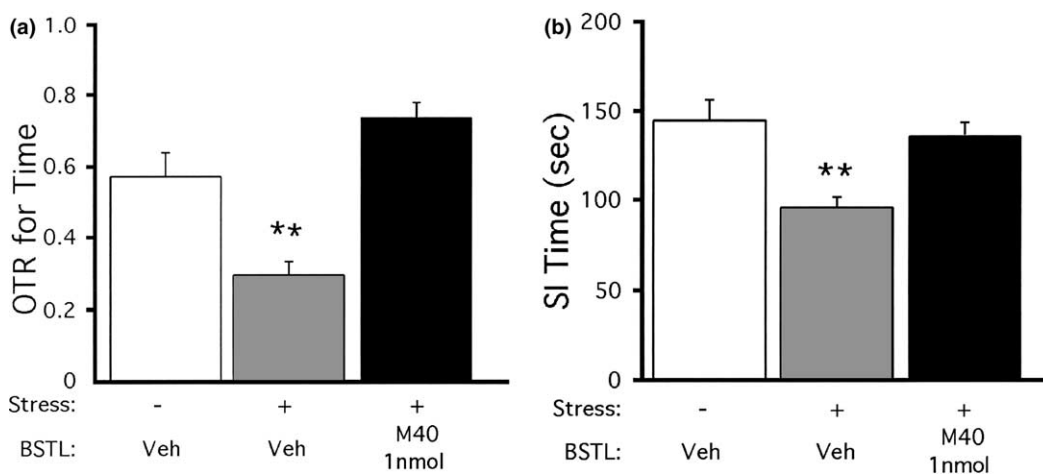 (a)
OTR for Time
1.0
0.8
0.6
0.4
0.2
0
**
Stress: - + +
BSTL: Veh Veh M40
1nmol
(b)
SI Time (sec)
200
150
100
50
0
**
Stress: - + +
BSTL: Veh Veh M40
1nmol